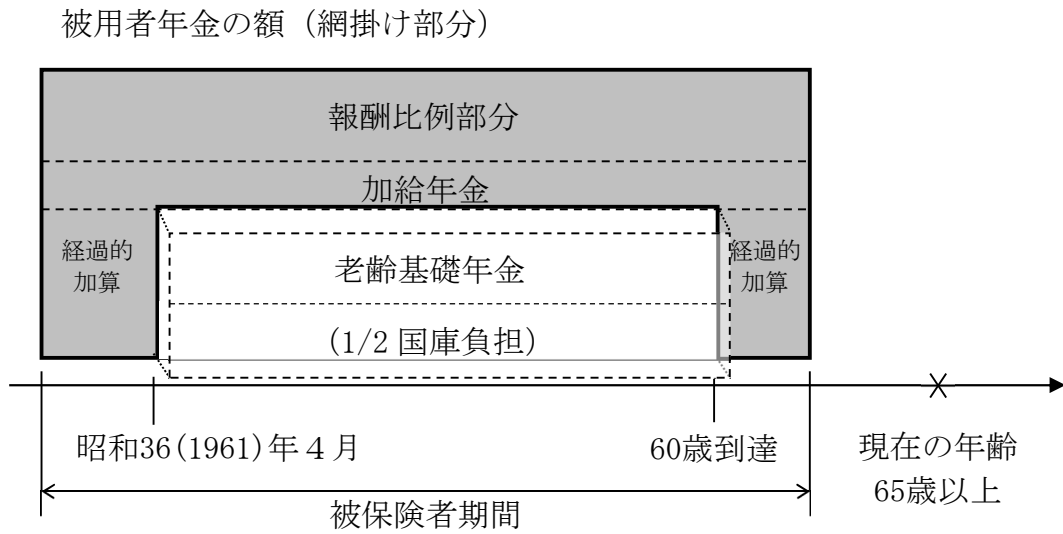 被用者年金の額（網掛け部分）
報酬比例部分
加給年金
経過的
加算
老齢基礎年金
(1/2 国庫負担)
経過的
加算
昭和36(1961)年４月
60歳到達
現在の年齢
65歳以上
被保険者期間